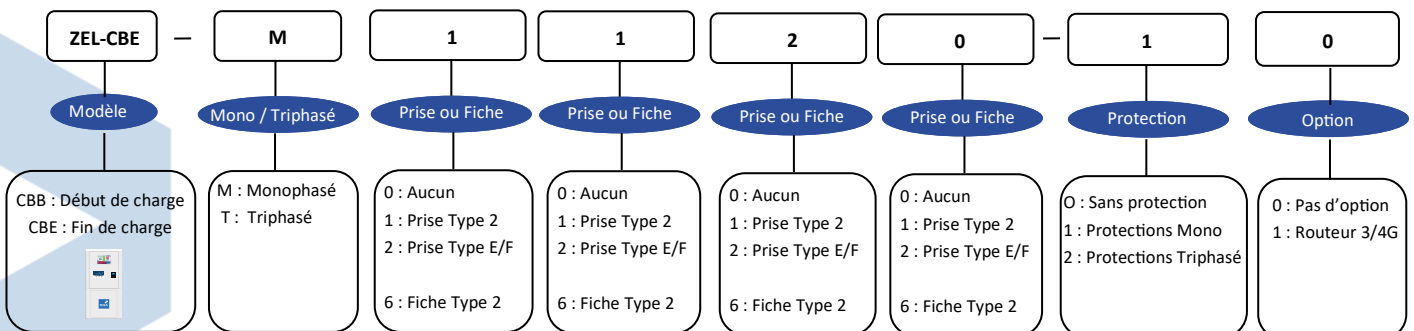 ZEL-CBE — M 1 1 2 0 — 1 0
Modèle Mono / Triphasé Prise ou Fiche Prise ou Fiche Prise ou Fiche Prise ou Fiche Protection Option
CBB : Début de charge
CBE : Fin de charge
M : Monophasé
T : Triphasé
0 : Aucun
1 : Prise Type 2
2 : Prise Type E/F
6 : Fiche Type 2
0 : Aucun
1 : Prise Type 2
2 : Prise Type E/F
6 : Fiche Type 2
0 : Aucun
1 : Prise Type 2
2 : Prise Type E/F
6 : Fiche Type 2
0 : Aucun
1 : Prise Type 2
2 : Prise Type E/F
6 : Fiche Type 2
O : Sans protection
1 : Protections Mono
2 : Protections Triphasé
0 : Pas d'option
1 : Routeur 3/4G